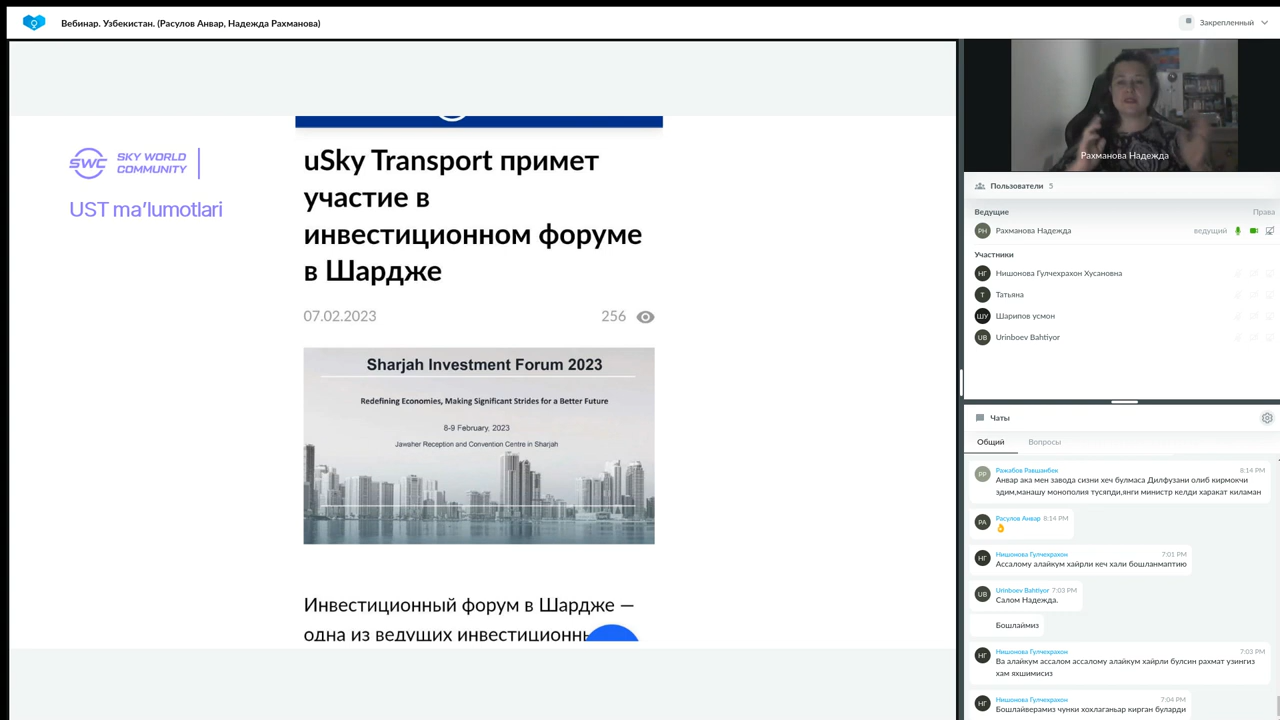 Вебинар. Узбекистан. (Расулов Анвар, Надежда Рахманова)
Закрепленный
SWC SKY WORLD
COMMUNITY
UST ma'lumotlari
uSky Transport примет
участие в
инвестиционном форуме
в Шардже
07.02.2023
256
Sharjah Investment Forum 2023
Redefining Economies, Making Significant Strides for a Better Future
8-9 February, 2023
Jawaher Reception and Convention Centre in Sharjah
Инвестиционный форум в Шардже —
одна из ведущих инвестиционны
Рахманова Надежда
Пользователи 5
Ведущие
Права
РН Рахманова Надежда ведущий
Участники
НГ Нишонова Гулчехрахон Хусановна
Т Татьяна
ШУ Шарипов усмон
UB Urinboev Bahtiyor
Чаты
Общий Вопросы
РР Ражабов Равшанбек 8:14 PM
Анвар ака мен завода сизни хеч булмаса Дилфузани олиб кирмокчи
эдим,манашу монополия тусяпди,янги министр келди харакат киламан
РА Расулов Анвар 8:14 PM
👌
НГ Нишонова Гулчехрахон 7:01 PM
Ассалому алайкум хайрли кеч хали бошланмаптию
UB Urinboev Bahtiyor 7:03 PM
Салом Надежда.
Бошлаймиз
НГ Нишонова Гулчехрахон 7:03 PM
Ва алайкум ассалом ассалому алайкум хайрли булсин рахмат узингиз
хам яхшимисиз
НГ Нишонова Гулчехрахон 7:04 PM
Бошлайверамиз чунки хохлаганьар кирган буларди